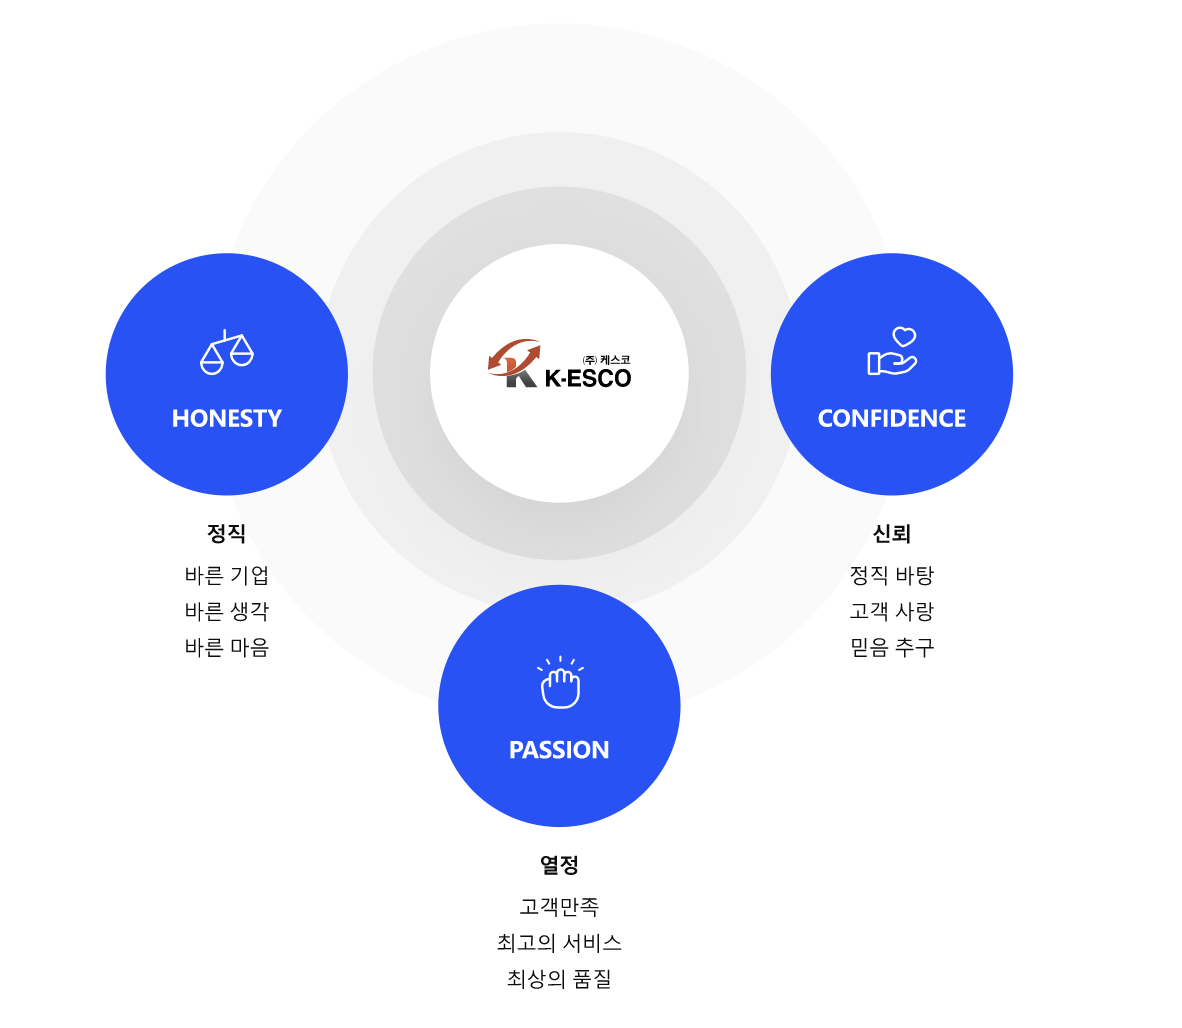 (주) 케스코
K-ESCO
HONESTY
정직
바른 기업
바른 생각
바른 마음
CONFIDENCE
신뢰
정직 바탕
고객 사랑
믿음 추구
PASSION
열정
고객만족
최고의 서비스
최상의 품질